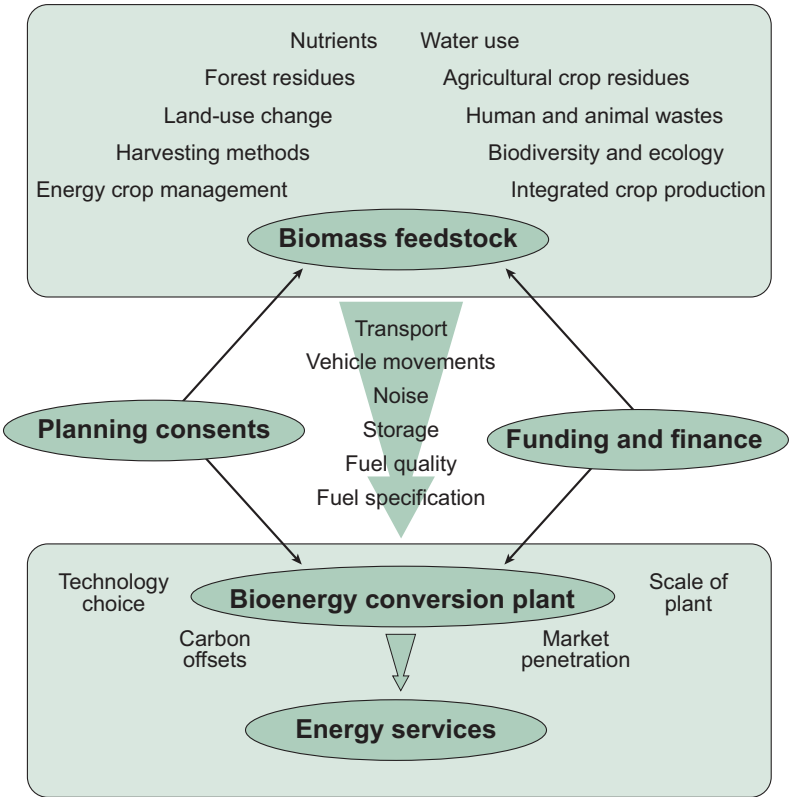 Nutrients Water use
Forest residues Agricultural crop residues
Land-use change Human and animal wastes
Harvesting methods Biodiversity and ecology
Energy crop management Integrated crop production
Biomass feedstock
Transport
Vehicle movements
Noise
Storage
Fuel quality
Fuel specification
Planning consents
Funding and finance
Technology
choice
Bioenergy conversion plant
Scale of
plant
Carbon
offsets
Market
penetration
Energy services